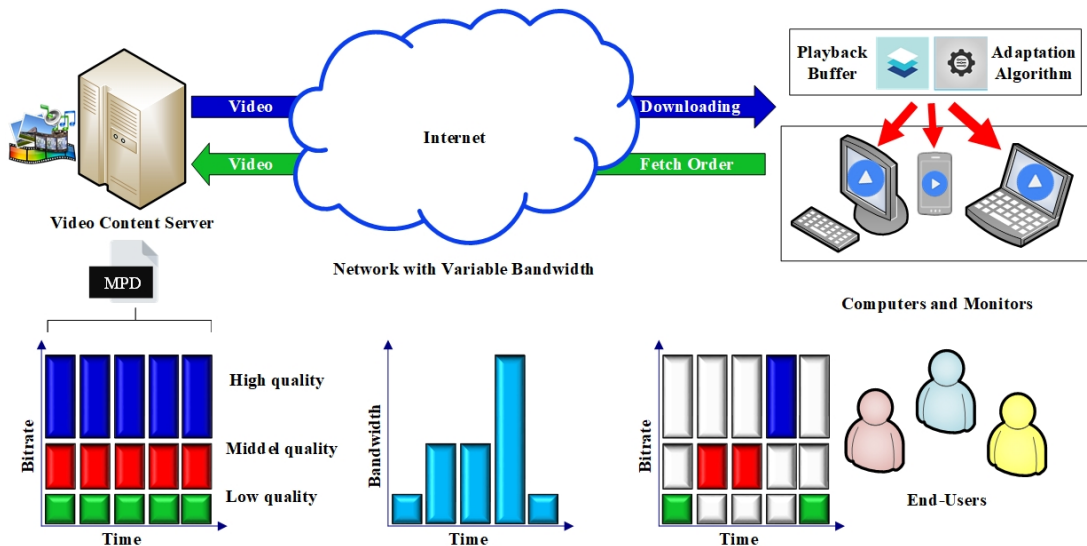 Playback
Buffer
Adaptation
Algorithm
Video
Downloading
Internet
Video
Fetch Order
Video Content Server
Network with Variable Bandwidth
MPD
Computers and Monitors
Bitrate
High quality
Middel quality
Low quality
Time
Bandwidth
Time
Bitrate
Time
End-Users